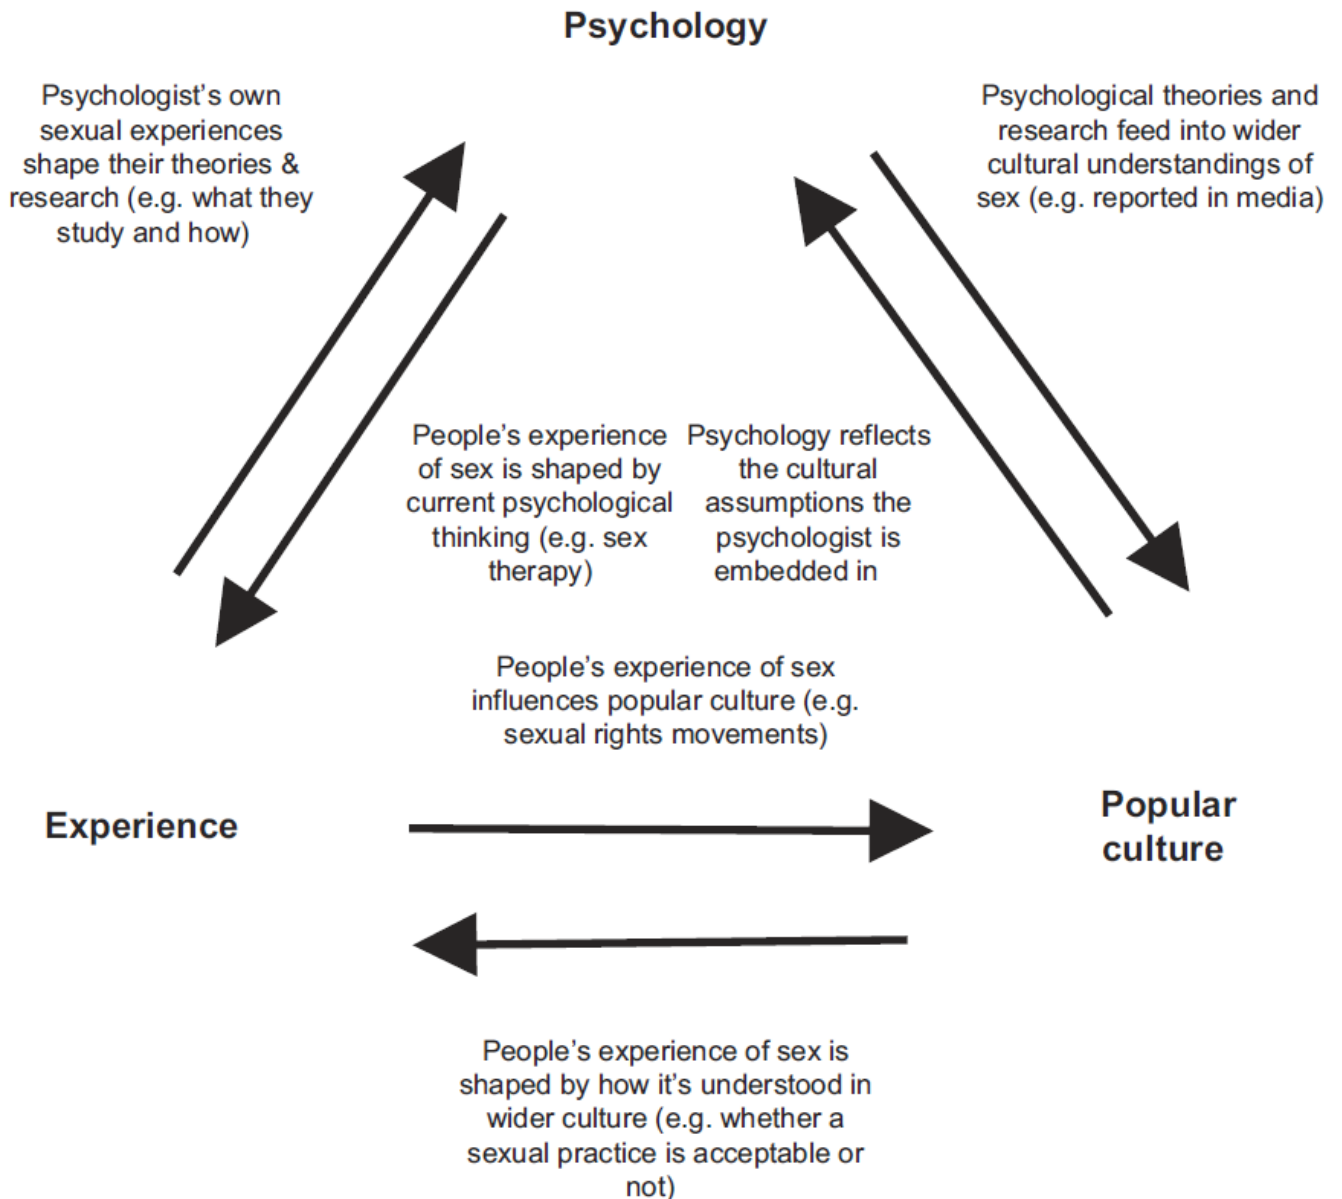 Psychology
Psychologist’s own
sexual experiences
shape their theories &
research (e.g. what they
study and how)
Psychological theories and
research feed into wider
cultural understandings of
sex (e.g. reported in media)
People’s experience
of sex is shaped by
current psychological
thinking (e.g. sex
therapy)
Psychology reflects
the cultural
assumptions the
psychologist is
embedded in
People’s experience of sex
influences popular culture (e.g.
sexual rights movements)
Experience
Popular
culture
People’s experience of sex is
shaped by how it’s understood in
wider culture (e.g. whether a
sexual practice is acceptable or
not)